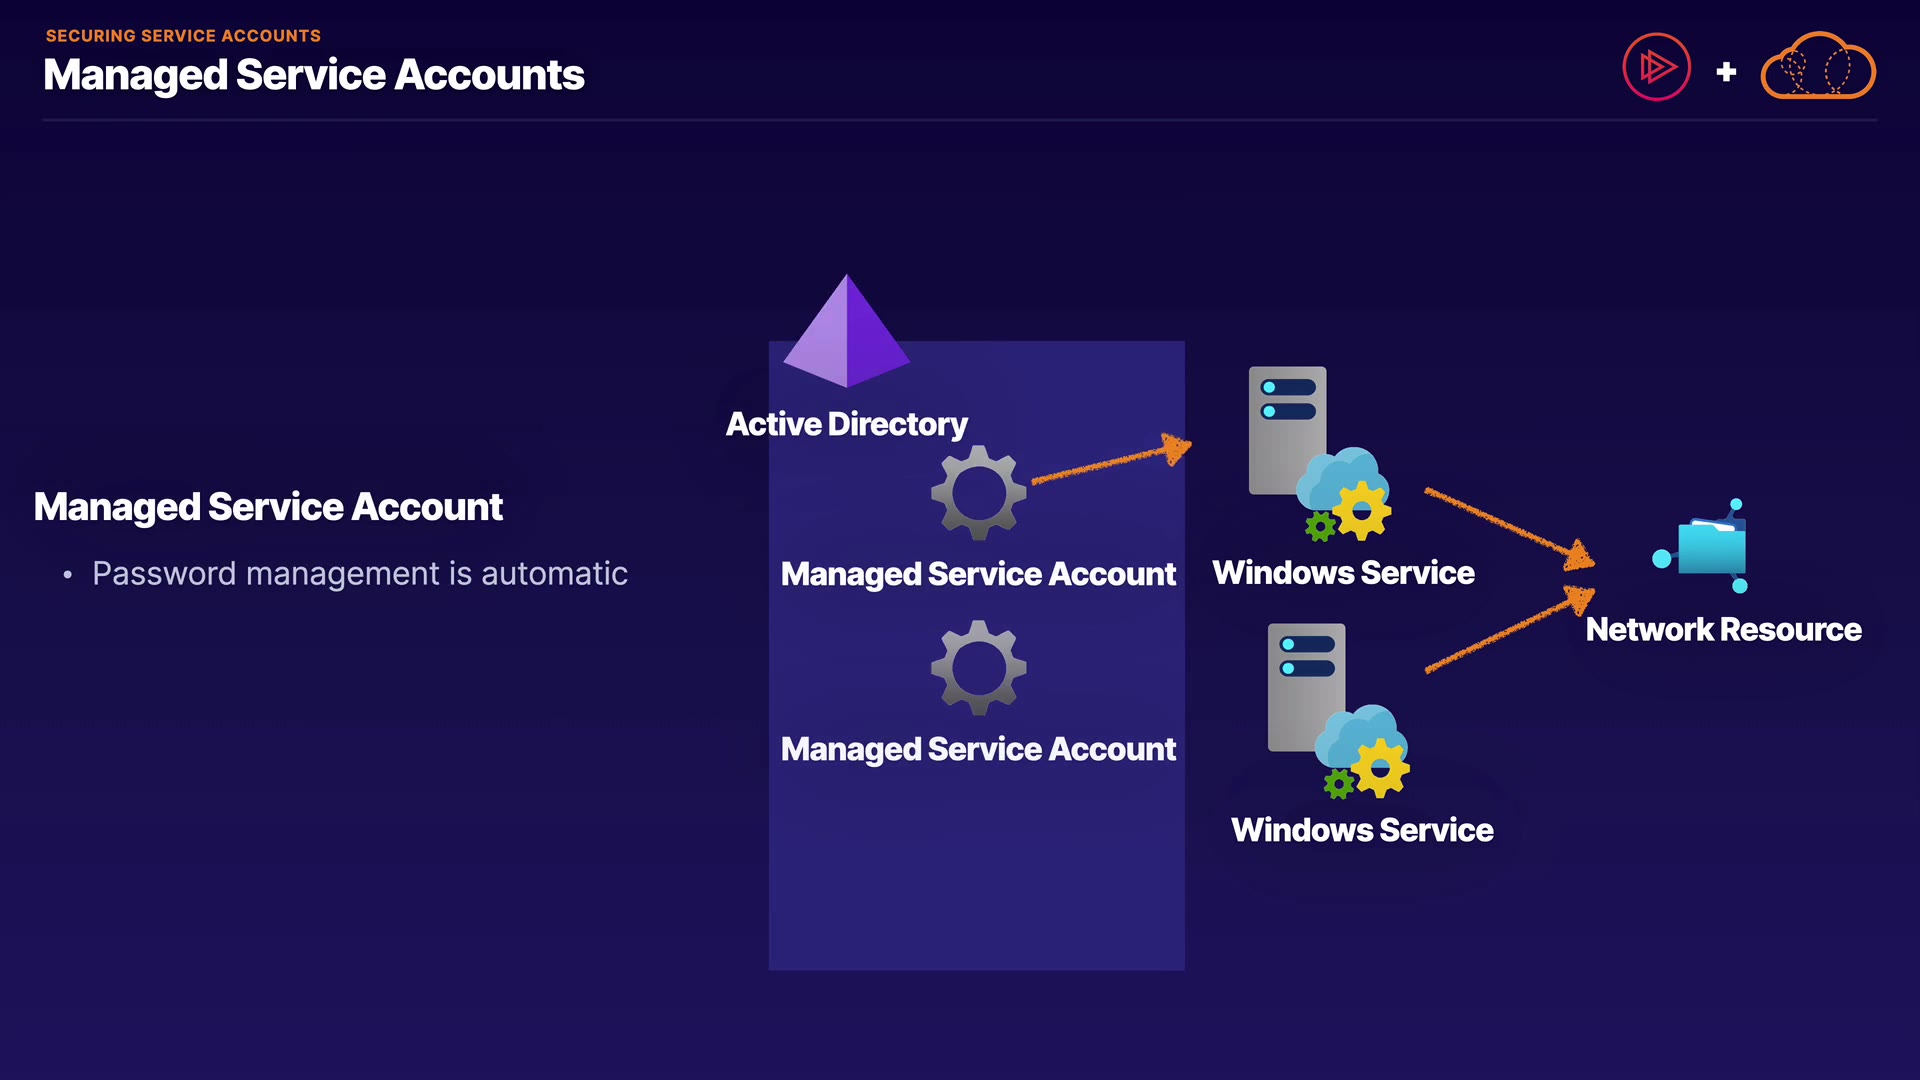 SECURING SERVICE ACCOUNTS
Managed Service Accounts
Managed Service Account
• Password management is automatic
Active Directory
Managed Service Account
Managed Service Account
Windows Service
Windows Service
Network Resource